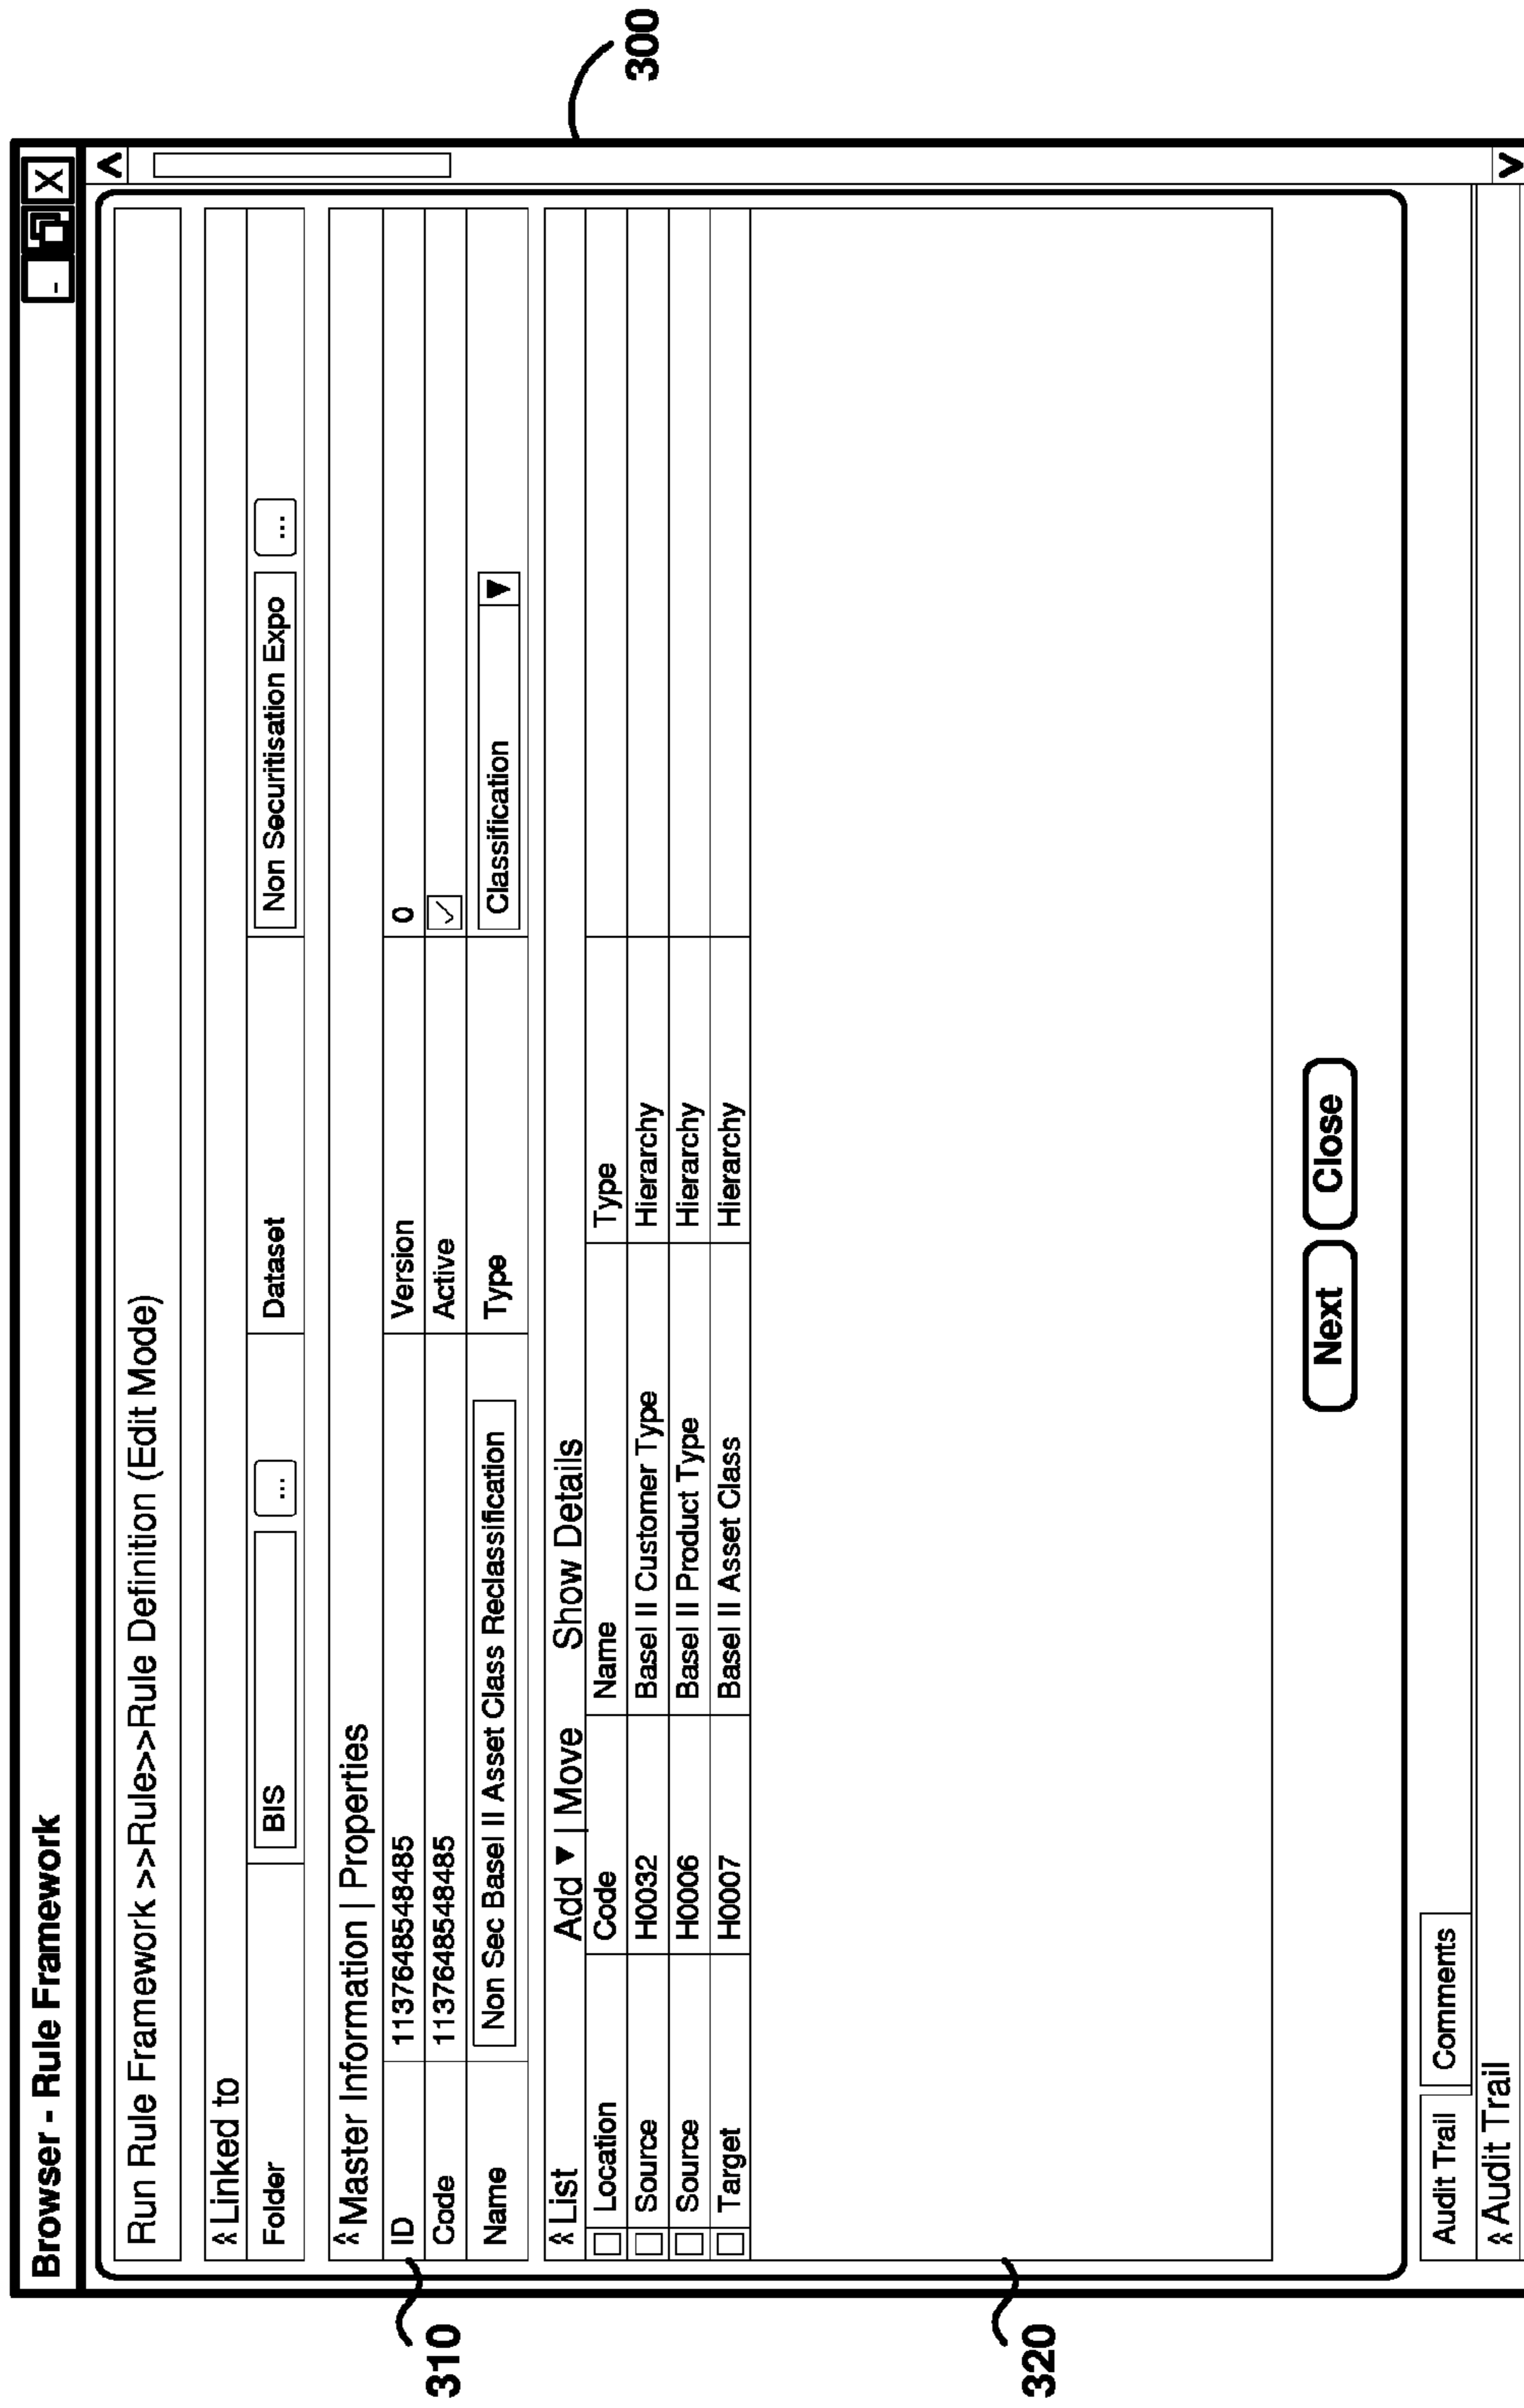 Browser - Rule Framework
- X
Run Rule Framework >>Rule>>Rule Definition (Edit Mode)
Linked to
Folder BIS ... Dataset Non Securitisation Expo ...
Master Information | Properties
ID 1137648548485 Version 0
Code 1137648548485 Active
Name Non Sec Basel II Asset Class Reclassification Type Classification
List Add | Move Show Details
Location Code Name Type
Source H0032 Basel II Customer Type Hierarchy
Source H0006 Basel II Product Type Hierarchy
Target H0007 Basel II Asset Class Hierarchy
Next Close
Audit Trail Comments
Audit Trail
300
310
320